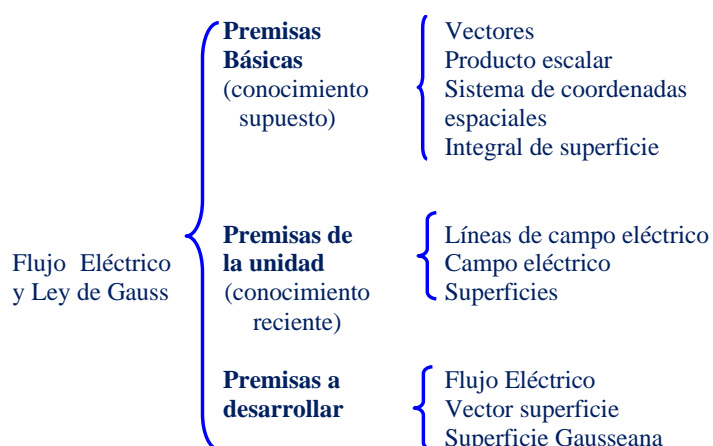 Flujo Eléctrico
y Ley de Gauss
Premisas
Básicas
(conocimiento
supuesto)
Vectores
Producto escalar
Sistema de coordenadas
espaciales
Integral de superficie
Premisas de
la unidad
(conocimiento
reciente)
Líneas de campo eléctrico
Campo eléctrico
Superficies
Premisas a
desarrollar
Flujo Eléctrico
Vector superficie
Superficie Gausseana